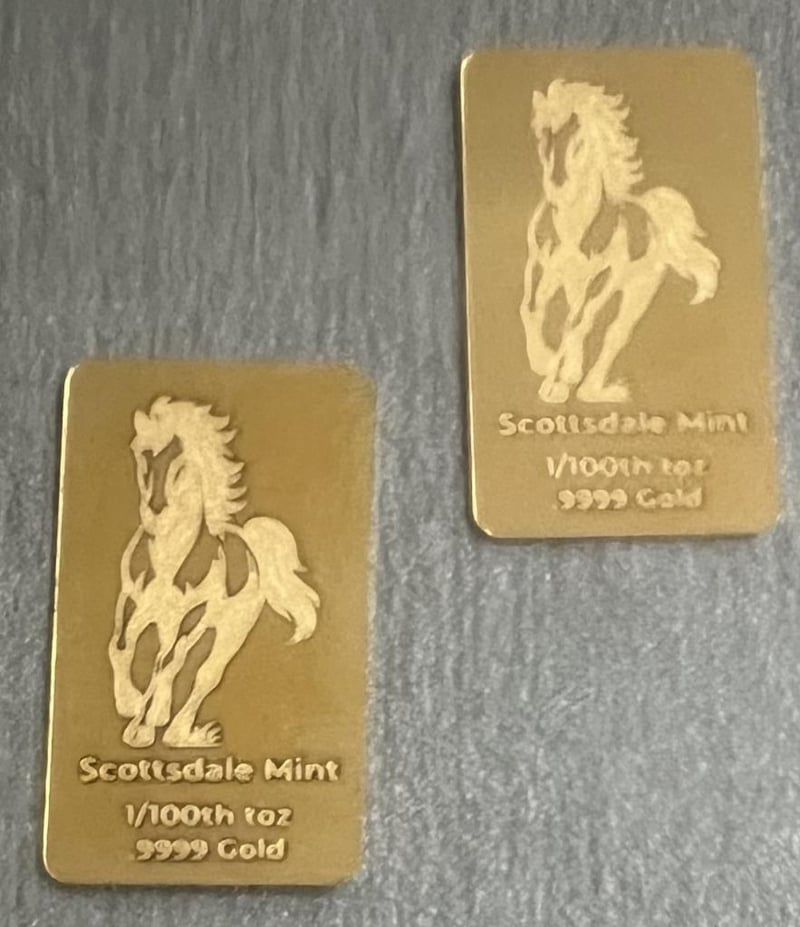 Scottsdale Mint
1/100th toz
.9999 Gold
Scottsdale Mint
1/100th toz
.9999 Gold